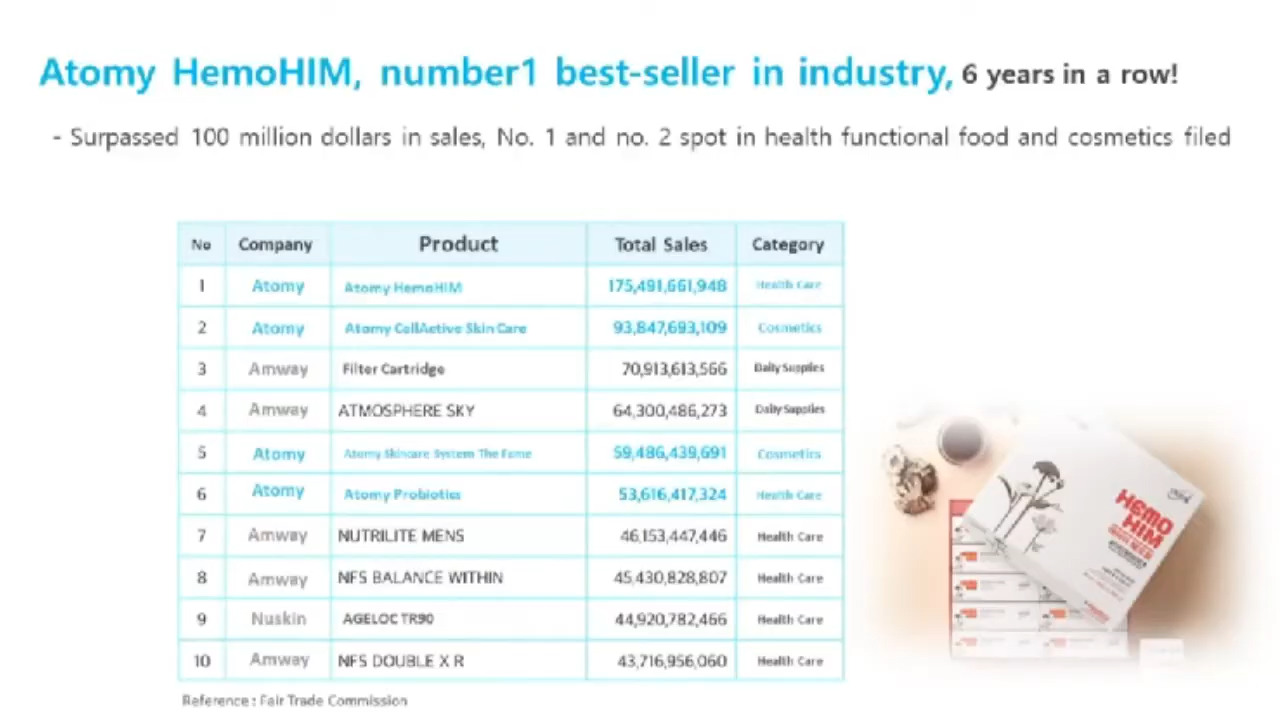 Atomy HemoHIM, number1 best-seller in industry, 6 years in a row!
- Surpassed 100 million dollars in sales, No. 1 and no. 2 spot in health functional food and cosmetics filed
No Company Product Total Sales Category
1 Atomy Atomy HemoHIM 175,491,661,948 Health Care
2 Atomy Atomy CellActive Skin Care 93,847,693,109 Cosmetics
3 Amway Filter Cartridge 70,913,613,566 Daily Supplies
4 Amway ATMOSPHERE SKY 64,300,486,273 Daily Supplies
5 Atomy Atomy Skincare System The Fame 59,486,439,691 Cosmetics
6 Atomy Atomy Probiotics 53,616,417,324 Health Care
7 Amway NUTRILITE MENS 46,153,447,446 Health Care
8 Amway NFS BALANCE WITHIN 45,430,828,807 Health Care
9 Nuskin AGELOC TR90 44,920,782,466 Health Care
10 Amway NFS DOUBLE X R 43,716,956,060 Health Care
Reference : Fair Trade Commission
HEMO
HIM